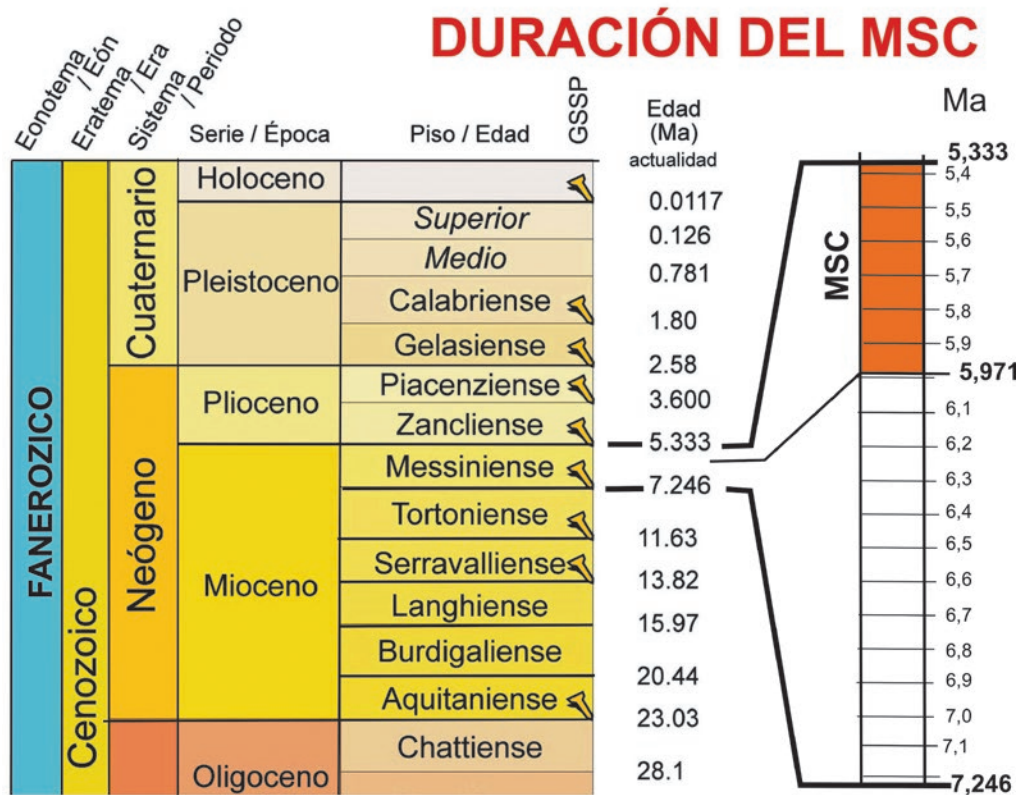 DURACIÓN DEL MSC
Eonotema
/ Eón
Eratema
/ Era
Sistema
/ Periodo
Serie / Época
Piso / Edad
GSSP
Edad
(Ma)
actualidad
FANEROZICO
Cenozoico
Cuaternario
Neógeno
Holoceno
Pleistoceno
Plioceno
Mioceno
Oligoceno
Superior
Medio
Calabriense
Gelasiense
Piacenziense
Zancliense
Messiniense
Tortoniense
Serravalliense
Langhiense
Burdigaliense
Aquitaniense
Chattiense
0.0117
0.126
0.781
1.80
2.58
3.600
5.333
7.246
11.63
13.82
15.97
20.44
23.03
28.1
MSC
Ma
5,333
5,4
5,5
5,6
5,7
5,8
5,9
5,971
6,1
6,2
6,3
6,4
6,5
6,6
6,7
6,8
6,9
7,0
7,1
7,246